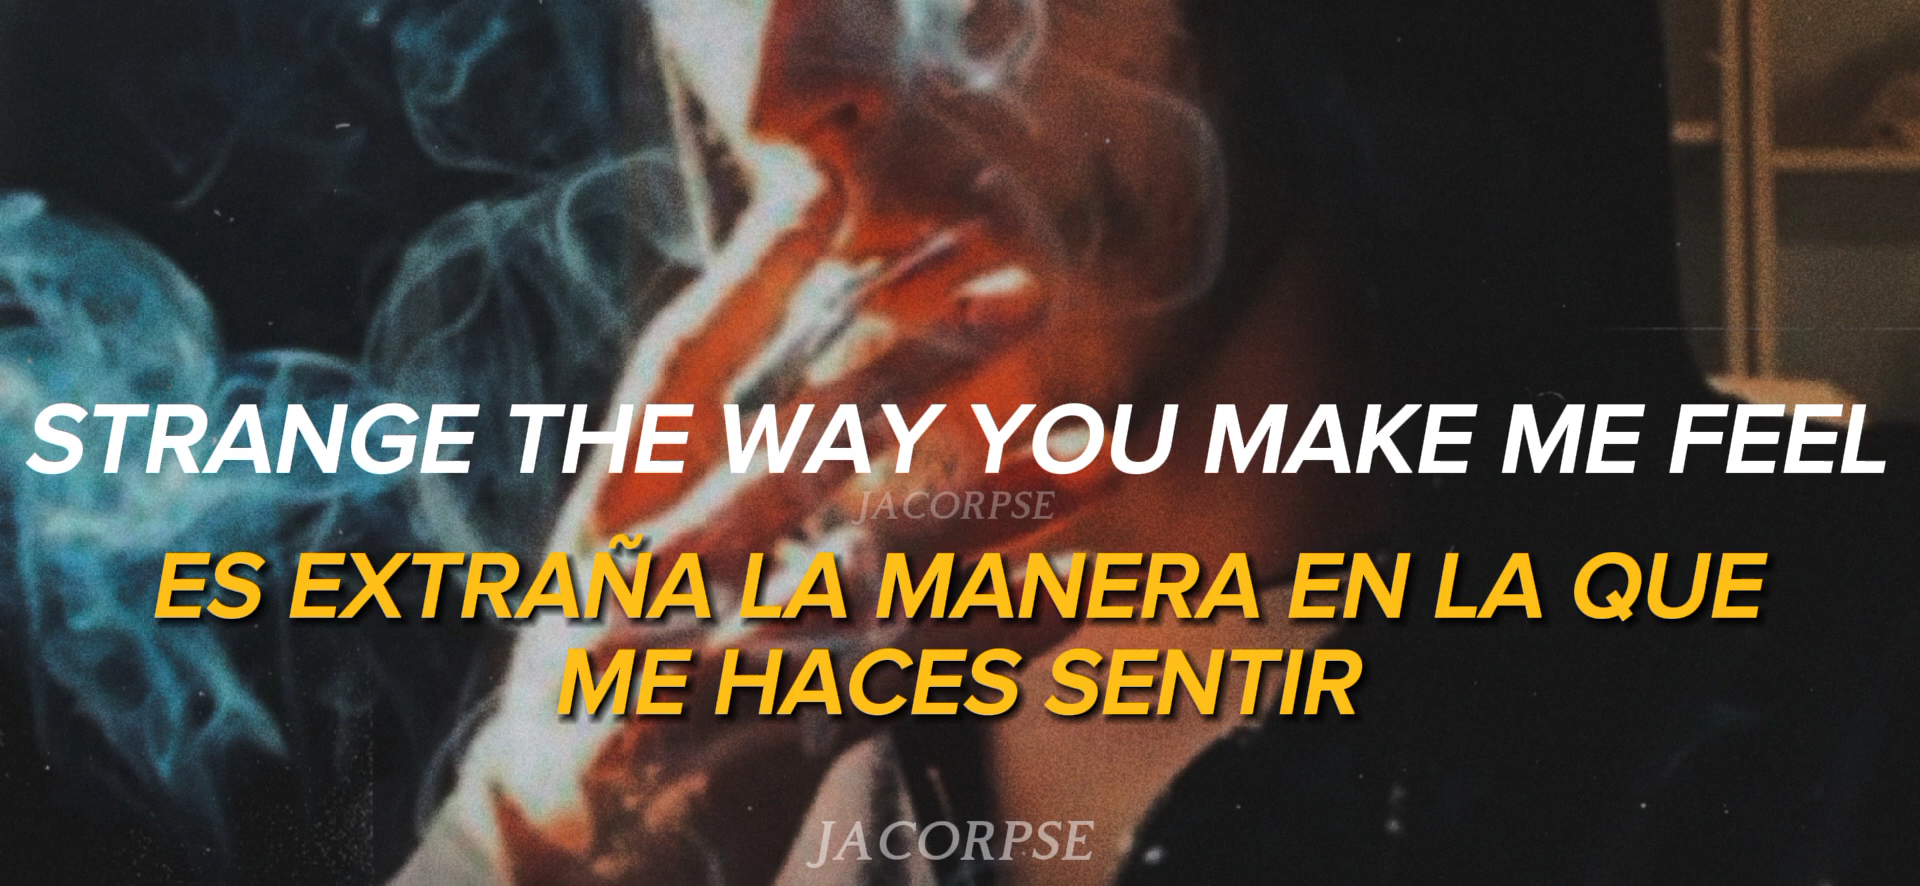 STRANGE THE WAY YOU MAKE ME FEEL
JACORPSE
ES EXTRAÑA LA MANERA EN LA QUE
ME HACES SENTIR
JACORPSE